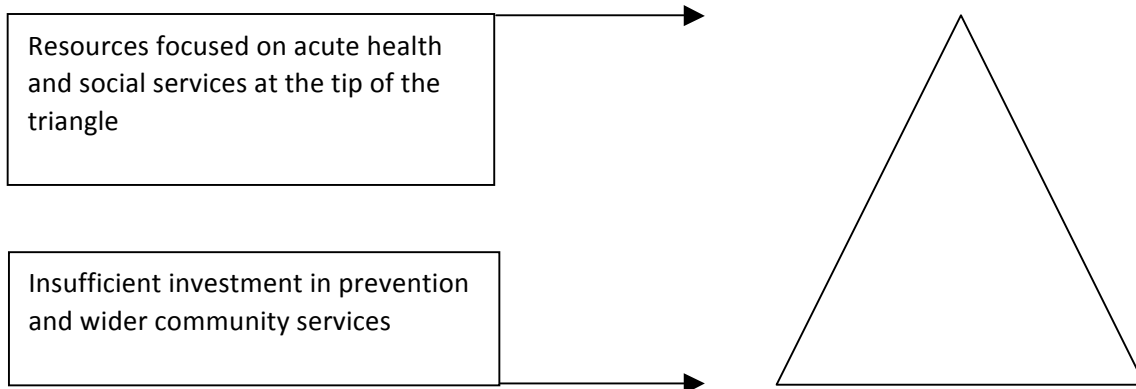 Resources focused on acute health
and social services at the tip of the
triangle
Insufficient investment in prevention
and wider community services